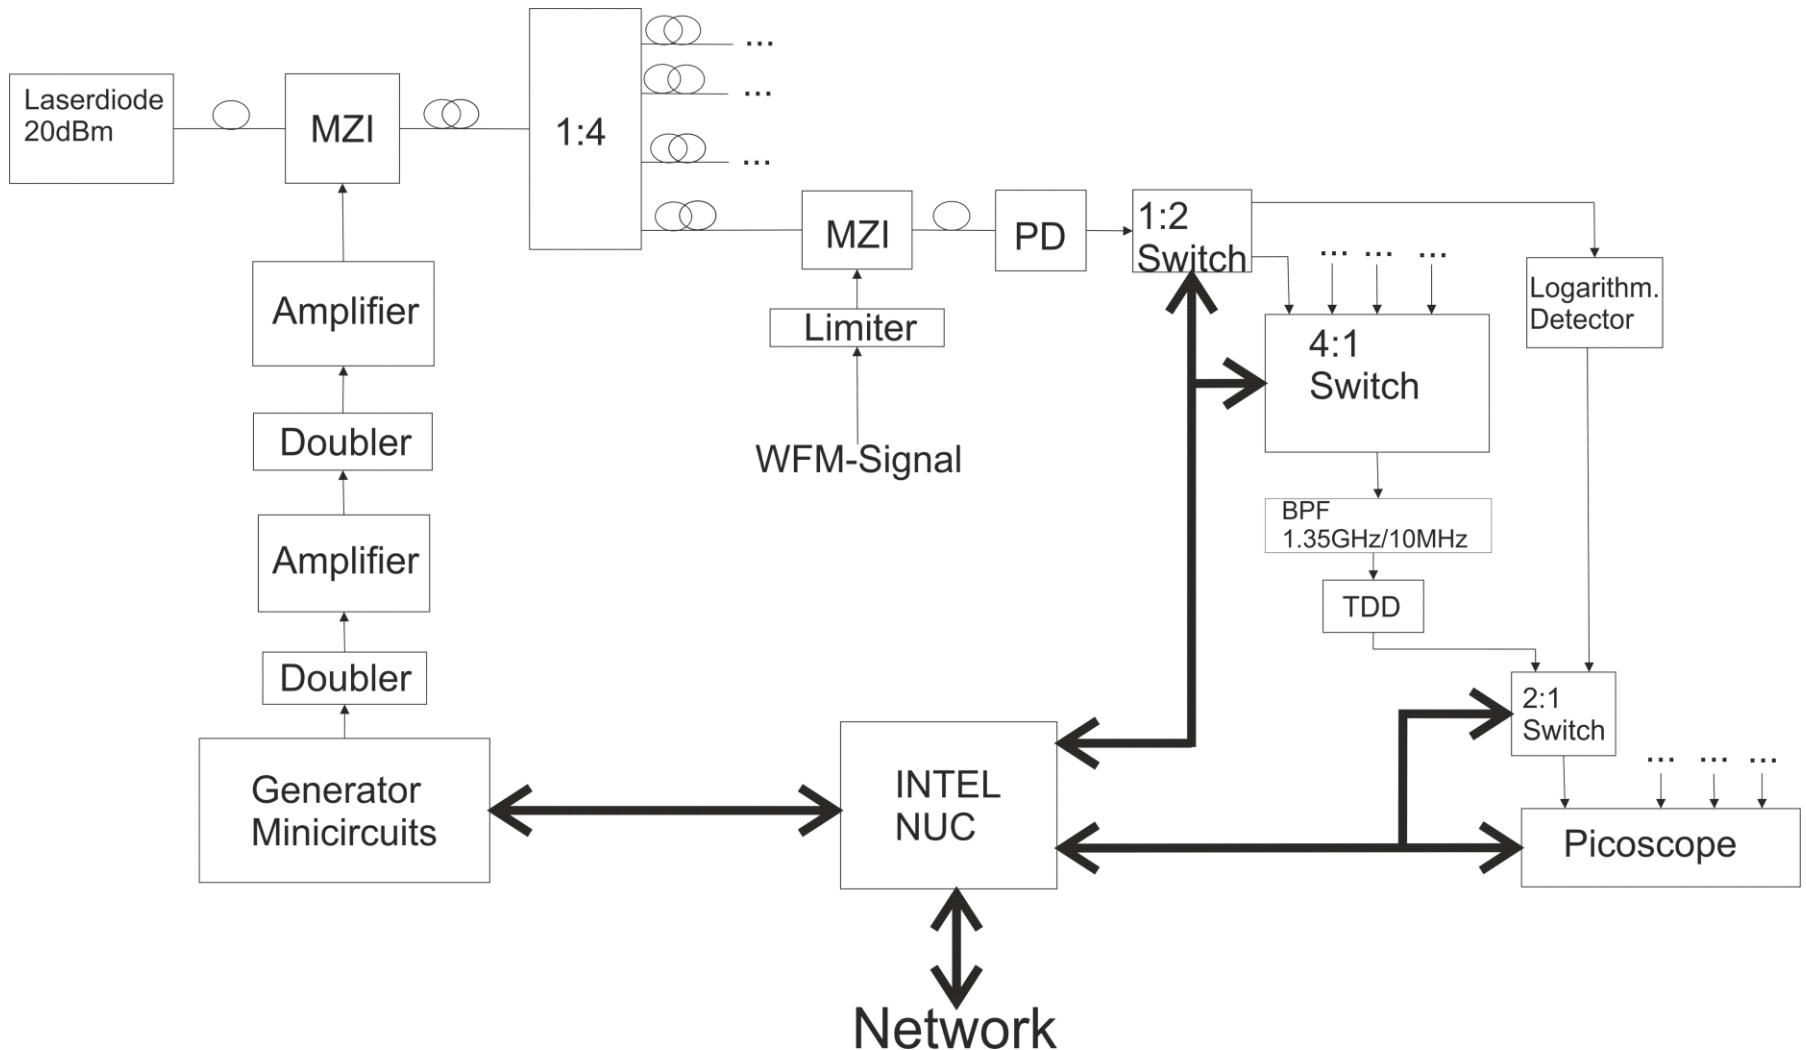 ...
Laserdiode
20dBm
MZI
1:4
...
...
...
MZI
PD
1:2
Switch
... ... ...
Logarithm.
Detector
Amplifier
Limiter
4:1
Switch
Doubler
WFM-Signal
BPF
1.35GHz/10MHz
Amplifier
TDD
Doubler
2:1
Switch
Generator
Minicircuits
INTEL
NUC
... ... ...
Picoscope
Network